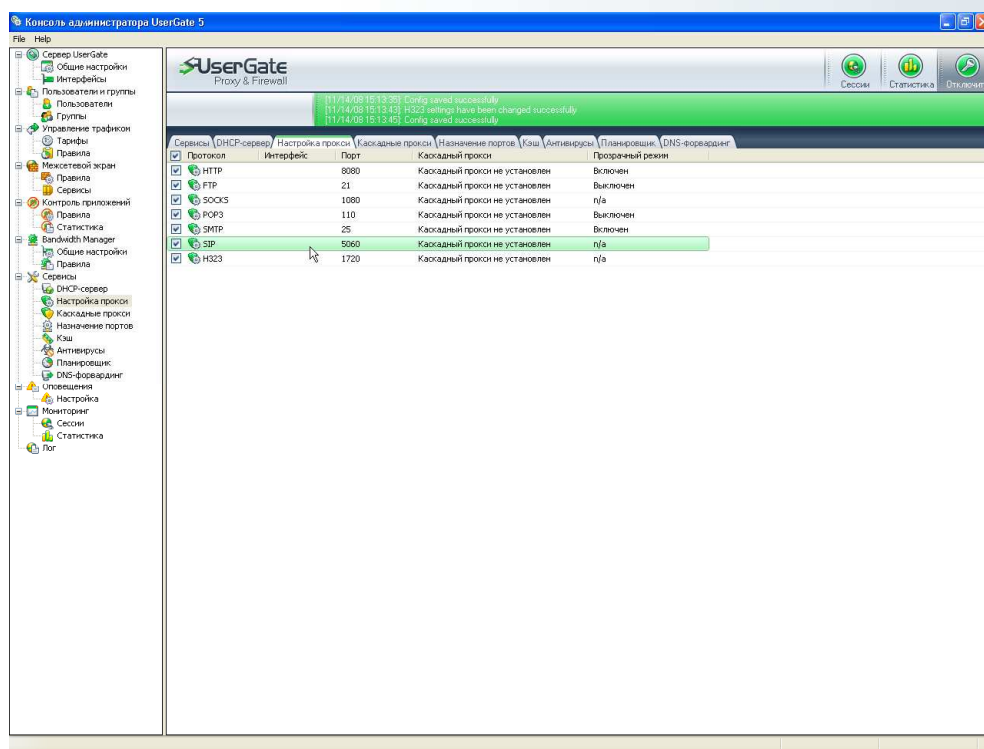 Консоль администратора UserGate 5
File Help
Сервер UserGate
Общие настройки
Интерфейсы
Пользователи и группы
Пользователи
Группы
Управление трафиком
Тарифы
Правила
Межсетевой экран
Правила
Сервисы
Контроль приложений
Правила
Статистика
Bandwidth Manager
Общие настройки
Правила
Сервисы
DHCP-сервер
Настройка прокси
Каскадные прокси
Назначение портов
Кэш
Антивирусы
Планировщик
DNS-форвардинг
Оповещения
Настройка
Мониторинг
Сессии
Статистика
Лог
UserGate
Proxy & Firewall
Сессии Статистика Отключить
[11/14/08 15:13:35]: Config saved successfully
[11/14/08 15:13:43]: H323 settings have been changed successfully
[11/14/08 15:13:45]: Config saved successfully
Сервисы DHCP-сервер Настройка прокси Каскадные прокси Назначение портов Кэш Антивирусы Планировщик DNS-форвардинг
Протокол Интерфейс Порт Каскадный прокси Прозрачный режим
HTTP 8080 Каскадный прокси не установлен Включен
FTP 21 Каскадный прокси не установлен Выключен
SOCKS 1080 Каскадный прокси не установлен n/a
POP3 110 Каскадный прокси не установлен Выключен
SMTP 25 Каскадный прокси не установлен Включен
SIP 5060 Каскадный прокси не установлен n/a
H323 1720 Каскадный прокси не установлен n/a